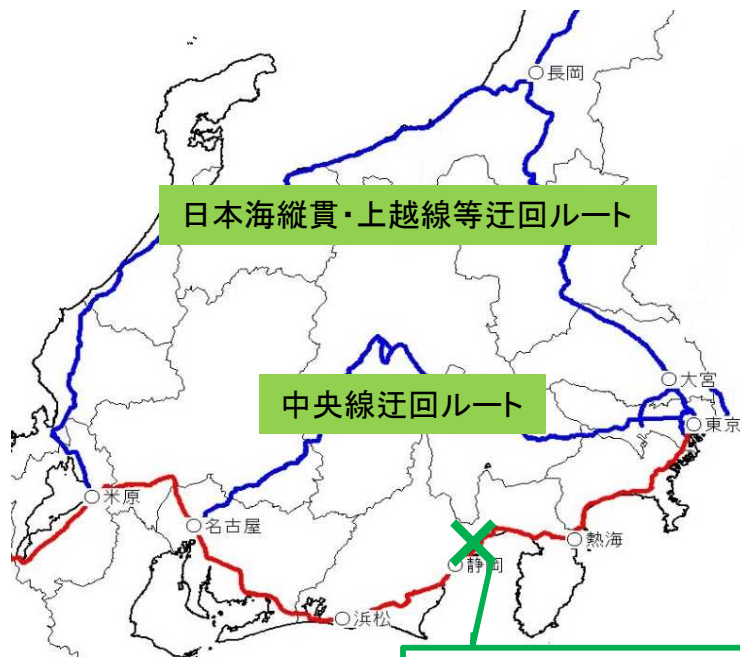 ○長岡
日本海縦貫・上越線等迂回ルート
○大宮
中央線迂回ルート
○東京
○米原
○名古屋
○熱海
○静岡
○浜松